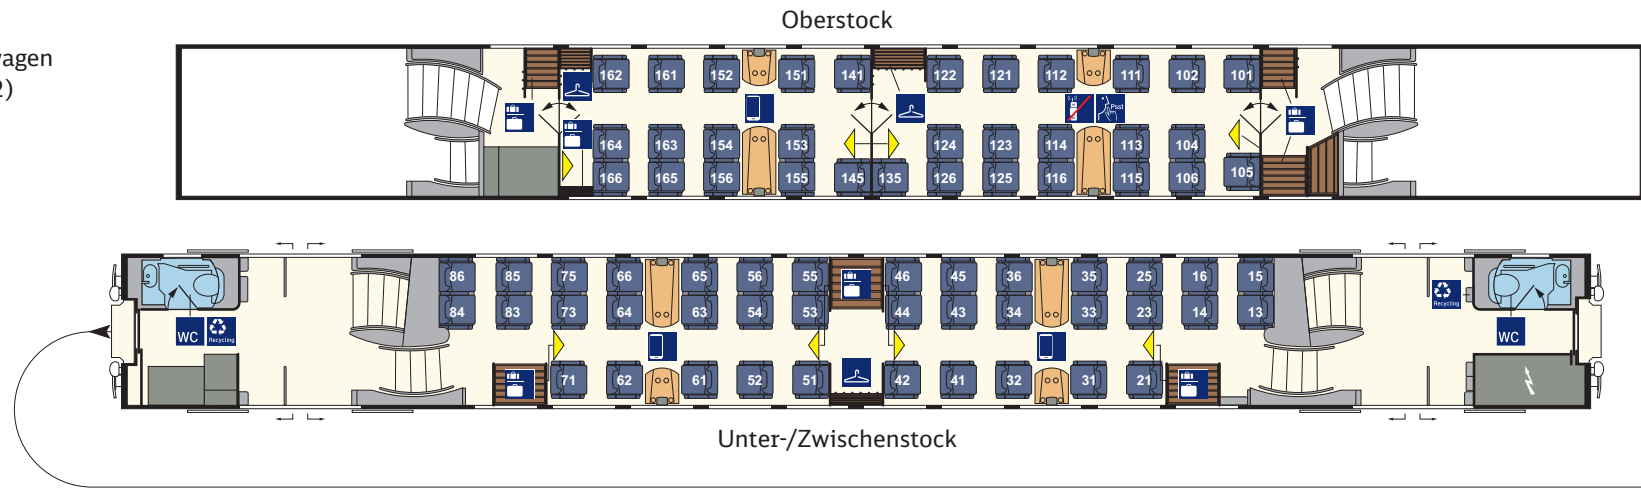 Oberstock
wagen
2)
162 161 152 151 141 122 121 112 111 102 101
Psst
164 163 154 153 124 123 114 113 104
166 165 156 155 145 135 126 125 116 115 106 105
86 85 75 66 65 56 55 46 45 36 35 25 16 15
84 83 73 64 63 54 53 44 43 34 33 23 14 13
Recycling
WC Recycling
WC
71 62 61 52 51 42 41 32 31 21
Unter-/Zwischenstock